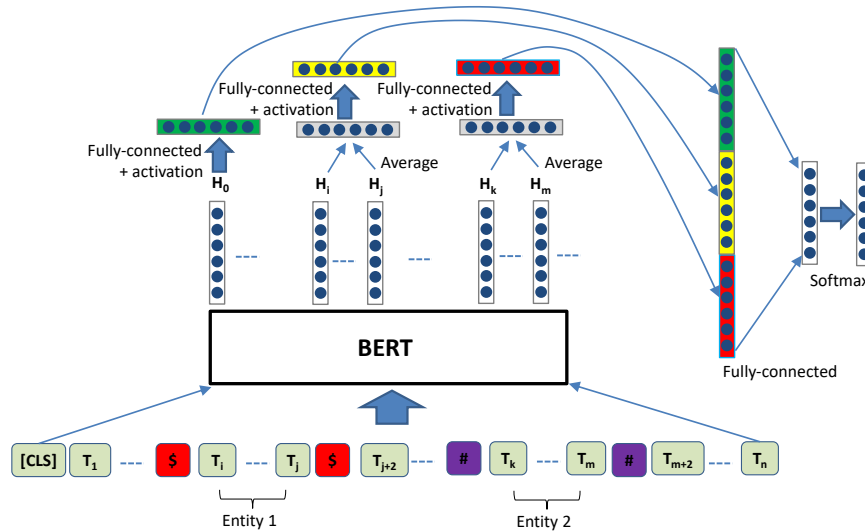 Fully-connected + activation
Fully-connected + activation
Fully-connected + activation
Average
Average
H0
Hi
Hj
Hk
Hm
Softmax
BERT
Fully-connected
[CLS] T1 ---- $ Ti ---- Tj $ Tj+2 ---- # Tk ---- Tm # Tm+2 ---- Tn
Entity 1
Entity 2